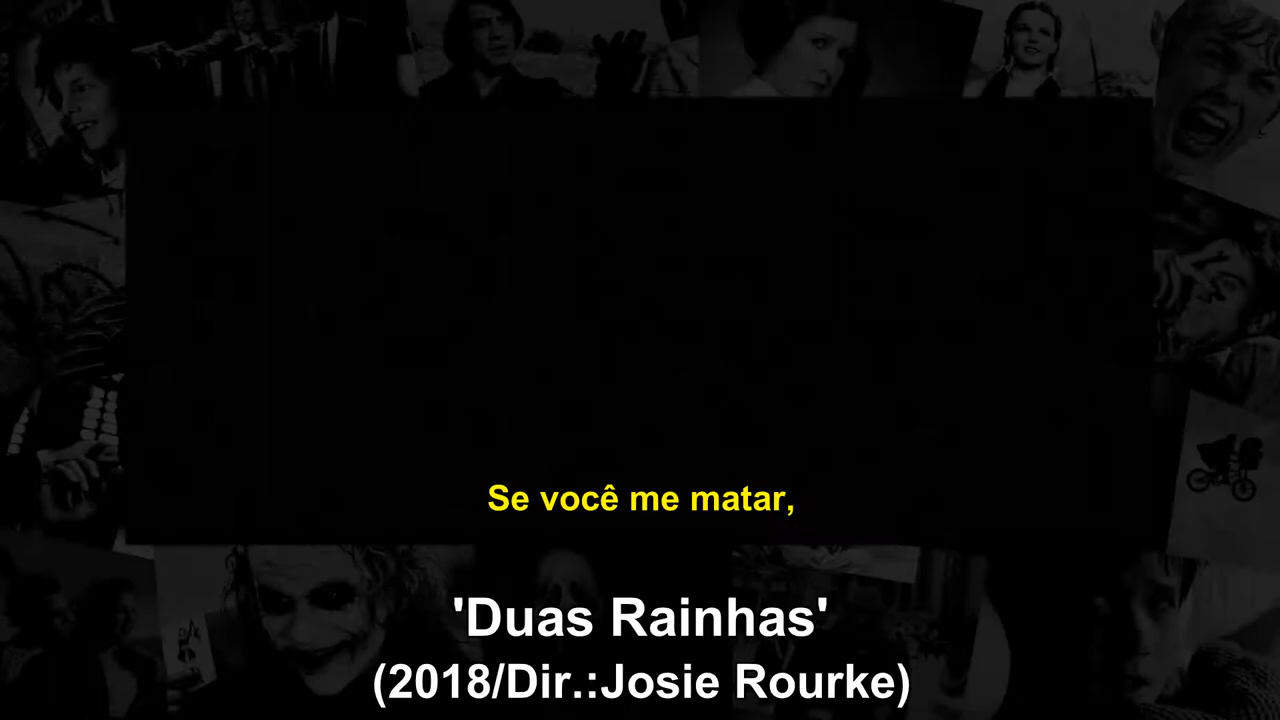 Se você me matar,
'Duas Rainhas'
(2018/Dir.:Josie Rourke)